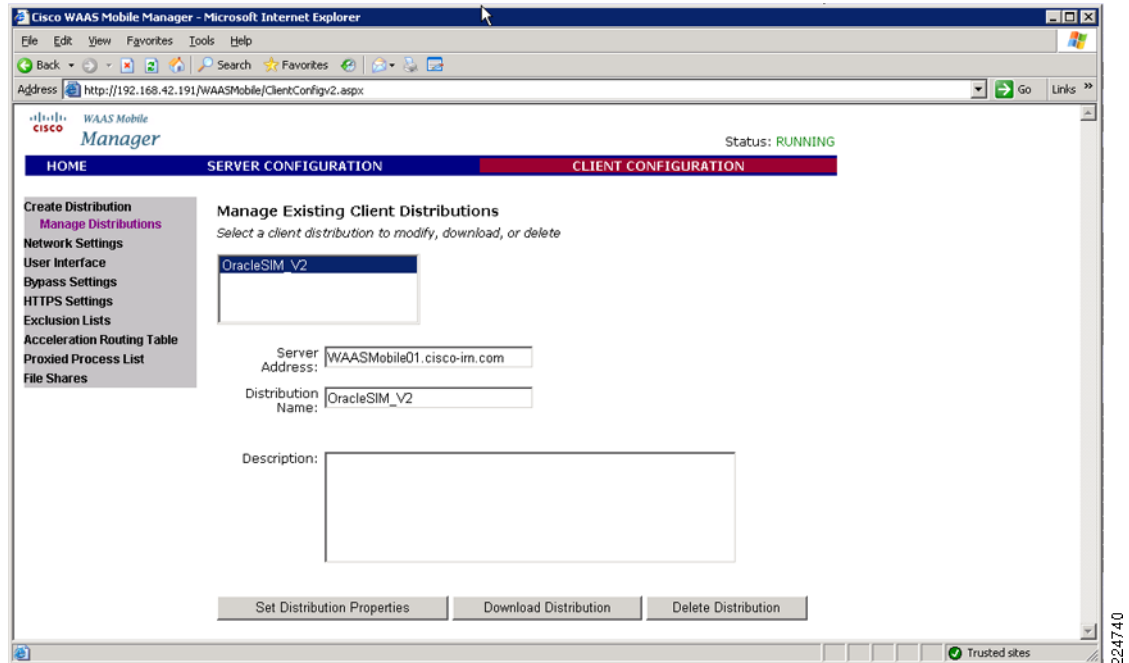 Cisco WAAS Mobile Manager - Microsoft Internet Explorer
File Edit View Favorites Tools Help
Back Search Favorites
Address http://192.168.42.191/WAASMobile/ClientConfigv2.aspx Go Links »
CISCO WAAS Mobile
Manager
Status: RUNNING
HOME SERVER CONFIGURATION CLIENT CONFIGURATION
Create Distribution
Manage Distributions
Network Settings
User Interface
Bypass Settings
HTTPS Settings
Exclusion Lists
Acceleration Routing Table
Proxied Process List
File Shares
Manage Existing Client Distributions
Select a client distribution to modify, download, or delete
OracleSIM_V2
Server Address: WAASMobile01.cisco-irn.com
Distribution Name: OracleSIM_V2
Description:
Set Distribution Properties Download Distribution Delete Distribution
Trusted sites
224740